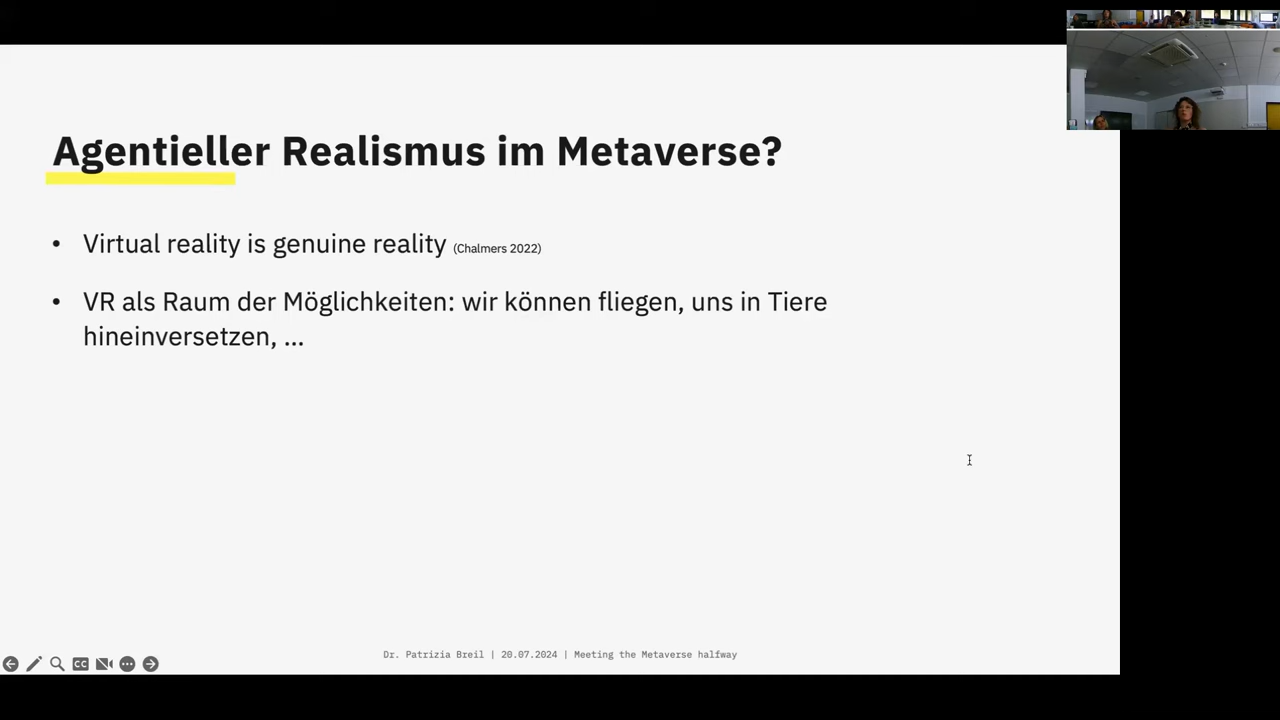 Agentieller Realismus im Metaverse?
• Virtual reality is genuine reality (Chalmers 2022)
• VR als Raum der Möglichkeiten: wir können fliegen, uns in Tiere
hineinversetzen, ...
CC
Dr. Patrizia Breil | 20.07.2024 | Meeting the Metaverse halfway